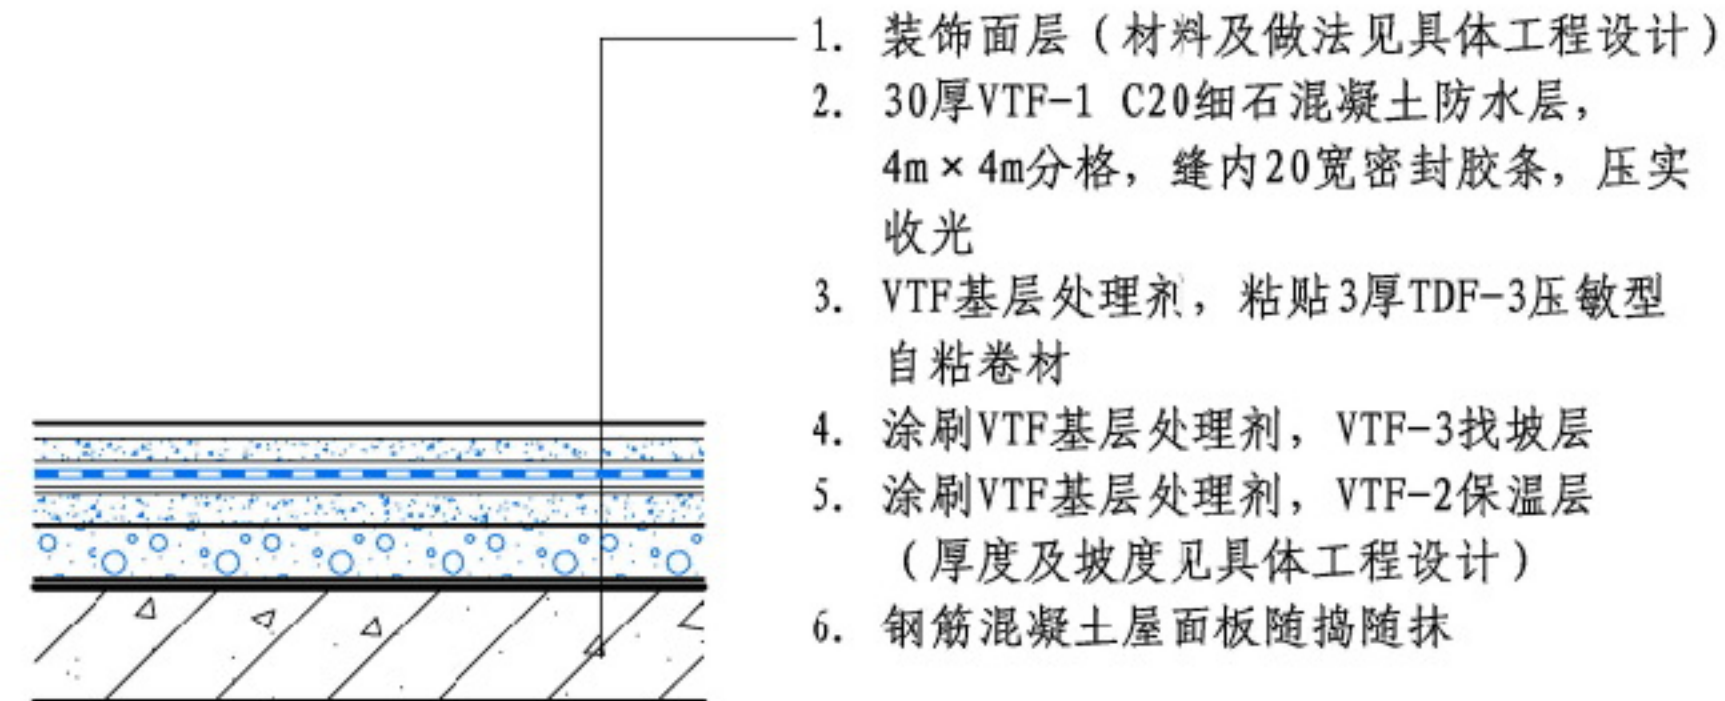 1. 装饰面层（材料及做法见具体工程设计）
2. 30厚VTF-1 C20细石混凝土防水层，
4m×4m分格，缝内20宽密封胶条，压实
收光
3. VTF基层处理剂，粘贴3厚TDF-3压敏型
自粘卷材
4. 涂刷VTF基层处理剂，VTF-3找坡层
5. 涂刷VTF基层处理剂，VTF-2保温层
（厚度及坡度见具体工程设计）
6. 钢筋混凝土屋面板随捣随抹